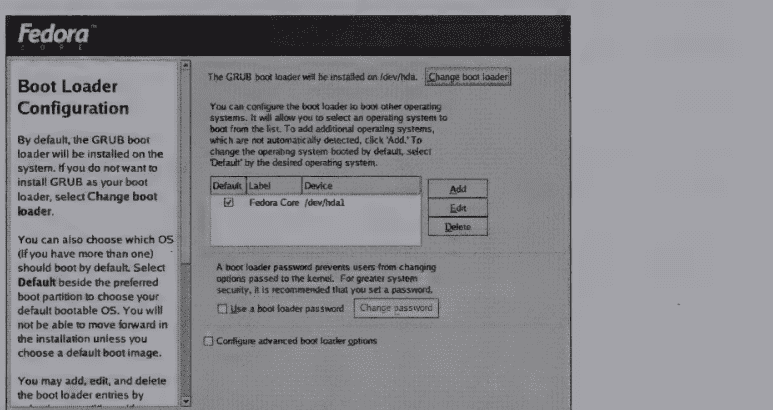 Fedora™
CORE
Boot Loader
Configuration
By default, the GRUB boot
loader will be installed on the
system. If you do not want to
install GRUB as your boot
loader, select Change boot
loader.
You can also choose which OS
(if you have more than one)
should boot by default. Select
Default beside the preferred
boot partition to choose your
default bootable OS. You will
not be able to move forward in
the installation unless you
choose a default boot image.
You may add, edit, and delete
the boot loader entries by
The GRUB boot loader will be installed on /dev/hda. Change boot loader
You can configure the boot loader to boot other operating
systems. It will allow you to select an operating system to
boot from the list. To add additional operating systems,
which are not automatically detected, click 'Add.' To
change the operating system booted by default, select
'Default' by the desired operating system.
Default Label Device
Fedora Core /dev/hda1
Add
Edit
Delete
A boot loader password prevents users from changing
options passed to the kernel. For greater system
security, it is recommended that you set a password.
Use a boot loader password Change password
Configure advanced boot loader options